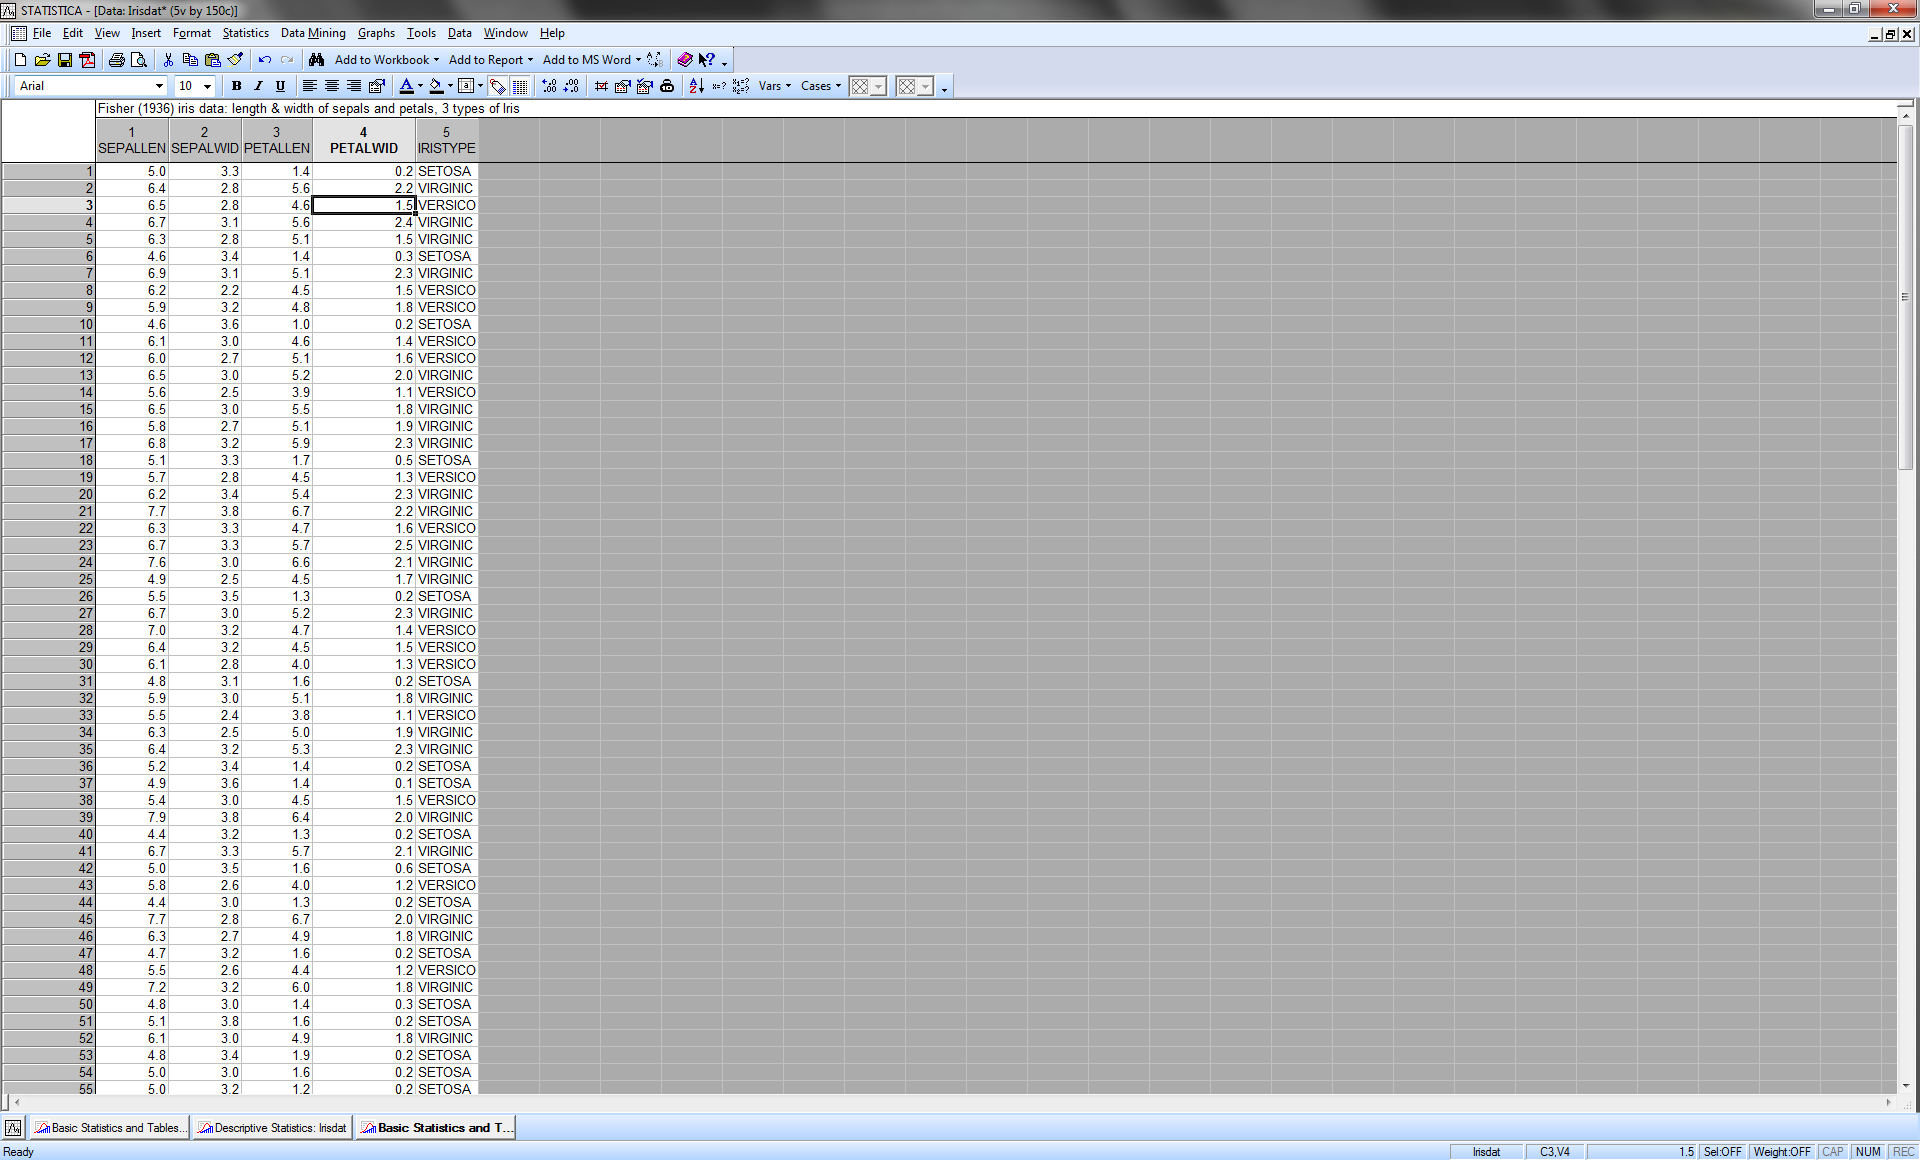 STATISTICA - [Data: Irisdat* (5v by 150c)]
File Edit View Insert Format Statistics Data Mining Graphs Tools Data Window Help
Add to Workbook Add to Report Add to MS Word
Arial 10 B I U Vars Cases
Fisher (1936) iris data: length & width of sepals and petals, 3 types of Iris
1 2 3 4 5
SEPALLEN SEPALWID PETALLEN PETALWID IRISTYPE
1 5.0 3.3 1.4 0.2 SETOSA
2 6.4 2.8 5.6 2.2 VIRGINIC
3 6.5 2.8 4.6 1.5 VERSICO
4 6.7 3.1 5.6 2.4 VIRGINIC
5 6.3 2.8 5.1 1.5 VIRGINIC
6 4.6 3.4 1.4 0.3 SETOSA
7 6.9 3.1 5.1 2.3 VIRGINIC
8 6.2 2.2 4.5 1.5 VERSICO
9 5.9 3.2 4.8 1.8 VERSICO
10 4.6 3.6 1.0 0.2 SETOSA
11 6.1 3.0 4.6 1.4 VERSICO
12 6.0 2.7 5.1 1.6 VERSICO
13 6.5 3.0 5.2 2.0 VIRGINIC
14 5.6 2.5 3.9 1.1 VERSICO
15 6.5 3.0 5.5 1.8 VIRGINIC
16 5.8 2.7 5.1 1.9 VIRGINIC
17 6.8 3.2 5.9 2.3 VIRGINIC
18 5.1 3.3 1.7 0.5 SETOSA
19 5.7 2.8 4.5 1.3 VERSICO
20 6.2 3.4 5.4 2.3 VIRGINIC
21 7.7 3.8 6.7 2.2 VIRGINIC
22 6.3 3.3 4.7 1.6 VERSICO
23 6.7 3.3 5.7 2.5 VIRGINIC
24 7.6 3.0 6.6 2.1 VIRGINIC
25 4.9 2.5 4.5 1.7 VIRGINIC
26 5.5 3.5 1.3 0.2 SETOSA
27 6.7 3.0 5.2 2.3 VIRGINIC
28 7.0 3.2 4.7 1.4 VERSICO
29 6.4 3.2 4.5 1.5 VERSICO
30 6.1 2.8 4.0 1.3 VERSICO
31 4.8 3.1 1.6 0.2 SETOSA
32 5.9 3.0 5.1 1.8 VIRGINIC
33 5.5 2.4 3.8 1.1 VERSICO
34 6.3 2.5 5.0 1.9 VIRGINIC
35 6.4 3.2 5.3 2.3 VIRGINIC
36 5.2 3.4 1.4 0.2 SETOSA
37 4.9 3.6 1.4 0.1 SETOSA
38 5.4 3.0 4.5 1.5 VERSICO
39 7.9 3.8 6.4 2.0 VIRGINIC
40 4.4 3.2 1.3 0.2 SETOSA
41 6.7 3.3 5.7 2.1 VIRGINIC
42 5.0 3.5 1.6 0.6 SETOSA
43 5.8 2.6 4.0 1.2 VERSICO
44 4.4 3.0 1.3 0.2 SETOSA
45 7.7 2.8 6.7 2.0 VIRGINIC
46 6.3 2.7 4.9 1.8 VIRGINIC
47 4.7 3.2 1.6 0.2 SETOSA
48 5.5 2.6 4.4 1.2 VERSICO
49 7.2 3.2 6.0 1.8 VIRGINIC
50 4.8 3.0 1.4 0.3 SETOSA
51 5.1 3.8 1.6 0.2 SETOSA
52 6.1 3.0 4.9 1.8 VIRGINIC
53 4.8 3.4 1.9 0.2 SETOSA
54 5.0 3.0 1.6 0.2 SETOSA
55 5.0 3.2 1.2 0.2 SETOSA
Basic Statistics and Tables... Descriptive Statistics: Irisdat Basic Statistics and T...
Ready Irisdat C3,V4 1.5 Sel:OFF Weight:OFF CAP NUM REC